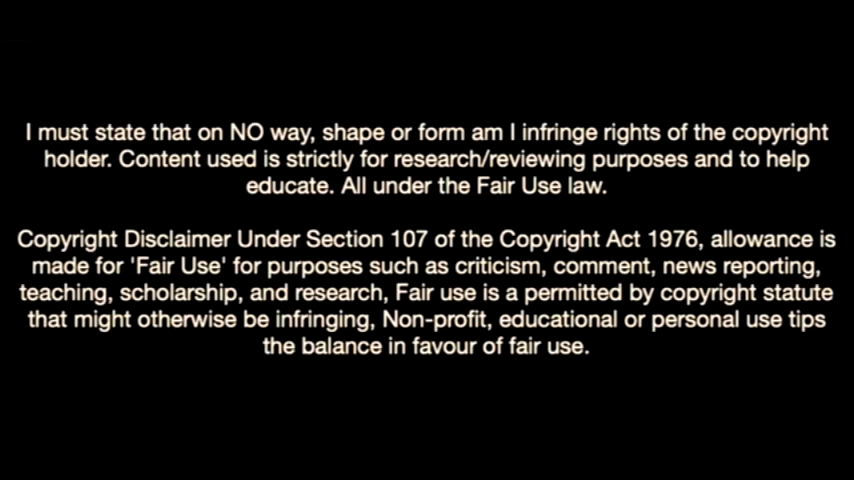 I must state that on NO way, shape or form am I infringe rights of the copyright
holder. Content used is strictly for research/reviewing purposes and to help
educate. All under the Fair Use law.
Copyright Disclaimer Under Section 107 of the Copyright Act 1976, allowance is
made for 'Fair Use' for purposes such as criticism, comment, news reporting,
teaching, scholarship, and research, Fair use is a permitted by copyright statute
that might otherwise be infringing, Non-profit, educational or personal use tips
the balance in favour of fair use.